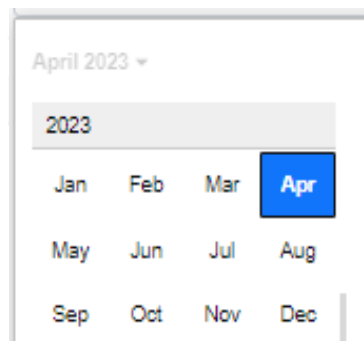 April 2023
2023
Jan Feb Mar Apr
May Jun Jul Aug
Sep Oct Nov Dec